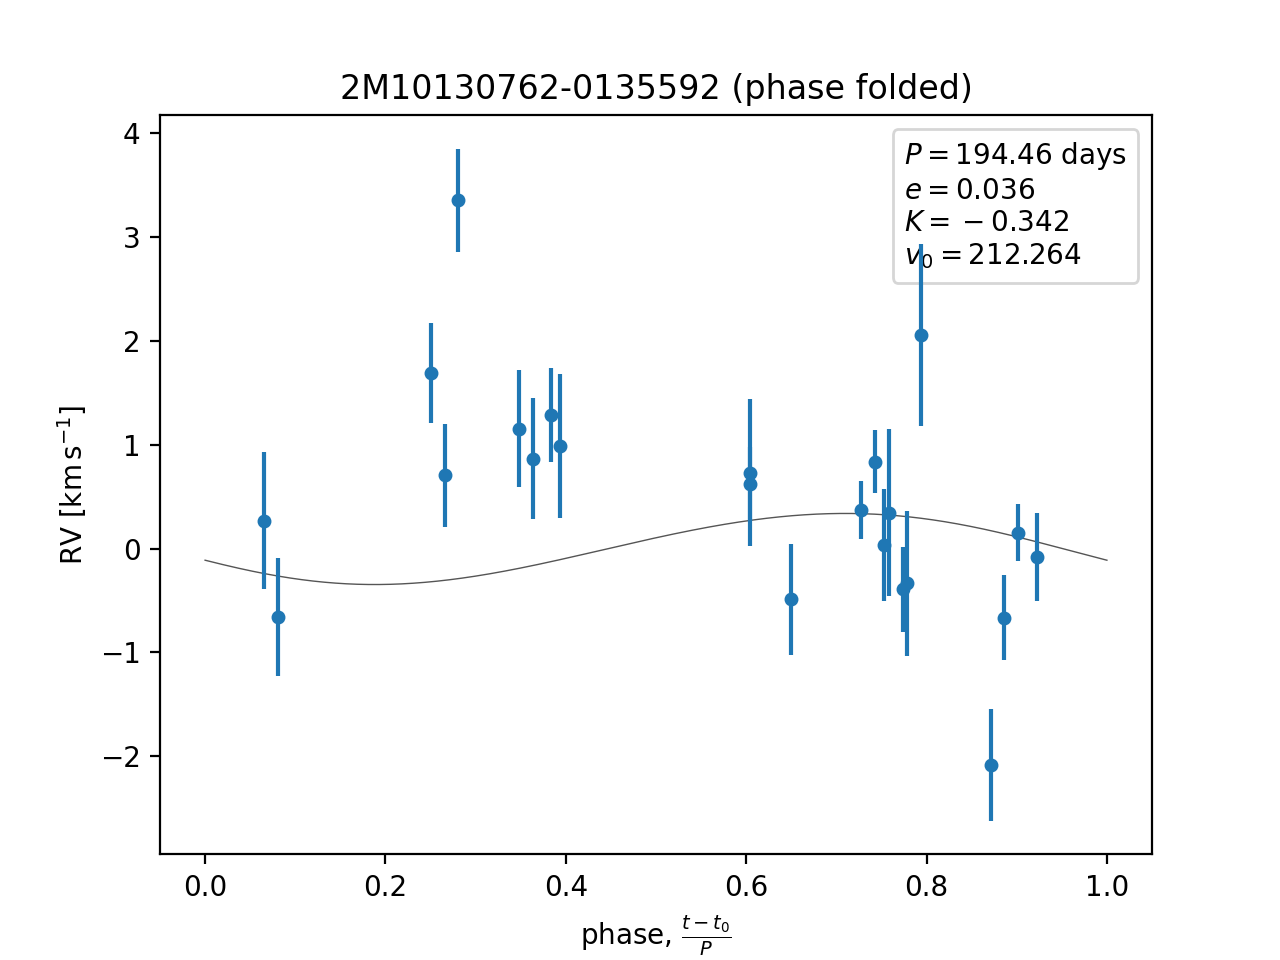 2M10130762-0135592 (phase folded)
P = 194.46 days
e = 0.036
K = −0.342
v₀ = 212.264
RV [km s⁻¹]
4
3
2
1
0
−1
−2
0.0 0.2 0.4 0.6 0.8 1.0
phase, (t − t₀)/P